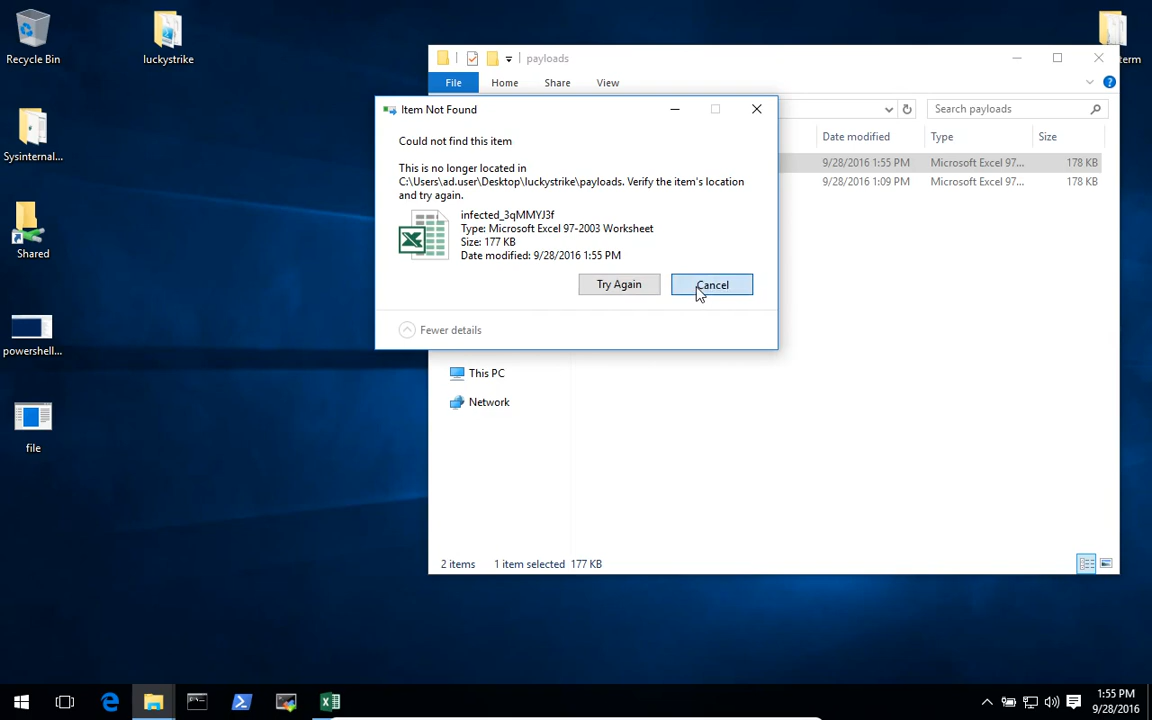 Recycle Bin
luckystrike
term
Sysinternal...
Shared
powershell...
file
payloads
File
Home
Share
View
Search payloads
Date modified
Type
Size
9/28/2016 1:55 PM
Microsoft Excel 97...
178 KB
9/28/2016 1:09 PM
Microsoft Excel 97...
178 KB
Item Not Found
Could not find this item
This is no longer located in
C:\Users\ad.user\Desktop\luckystrike\payloads. Verify the item's location
and try again.
infected_3qMMYJ3f
Type: Microsoft Excel 97-2003 Worksheet
Size: 177 KB
Date modified: 9/28/2016 1:55 PM
Try Again
Cancel
Fewer details
This PC
Network
2 items
1 item selected 177 KB
1:55 PM
9/28/2016